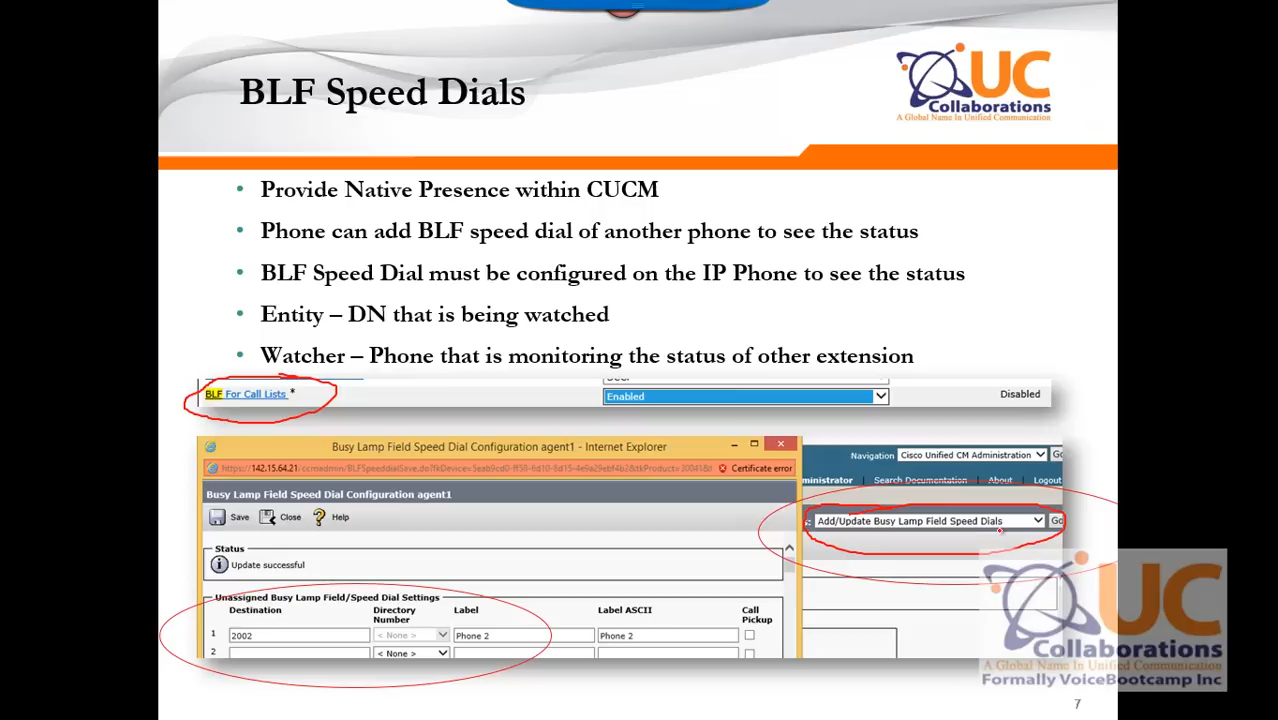 BLF Speed Dials
UC
Collaborations
A Global Name In Unified Communication
• Provide Native Presence within CUCM
• Phone can add BLF speed dial of another phone to see the status
• BLF Speed Dial must be configured on the IP Phone to see the status
• Entity – DN that is being watched
• Watcher – Phone that is monitoring the status of other extension
BLF For Call Lists * Enabled Disabled
Busy Lamp Field Speed Dial Configuration agent1 - Internet Explorer
Certificate error
Busy Lamp Field Speed Dial Configuration agent1
Save Close Help
Status
Update successful
Unassigned Busy Lamp Field/Speed Dial Settings
Destination Directory Number Label Label ASCII Call Pickup
1 2002 < None > Phone 2 Phone 2
2 < None >
Navigation Cisco Unified CM Administration Go
ministrator Search Documentation About Logout
Add/Update Busy Lamp Field Speed Dials Go
UC
Collaborations
A Global Name In Unified Communication
Formally VoiceBootcamp Inc
7